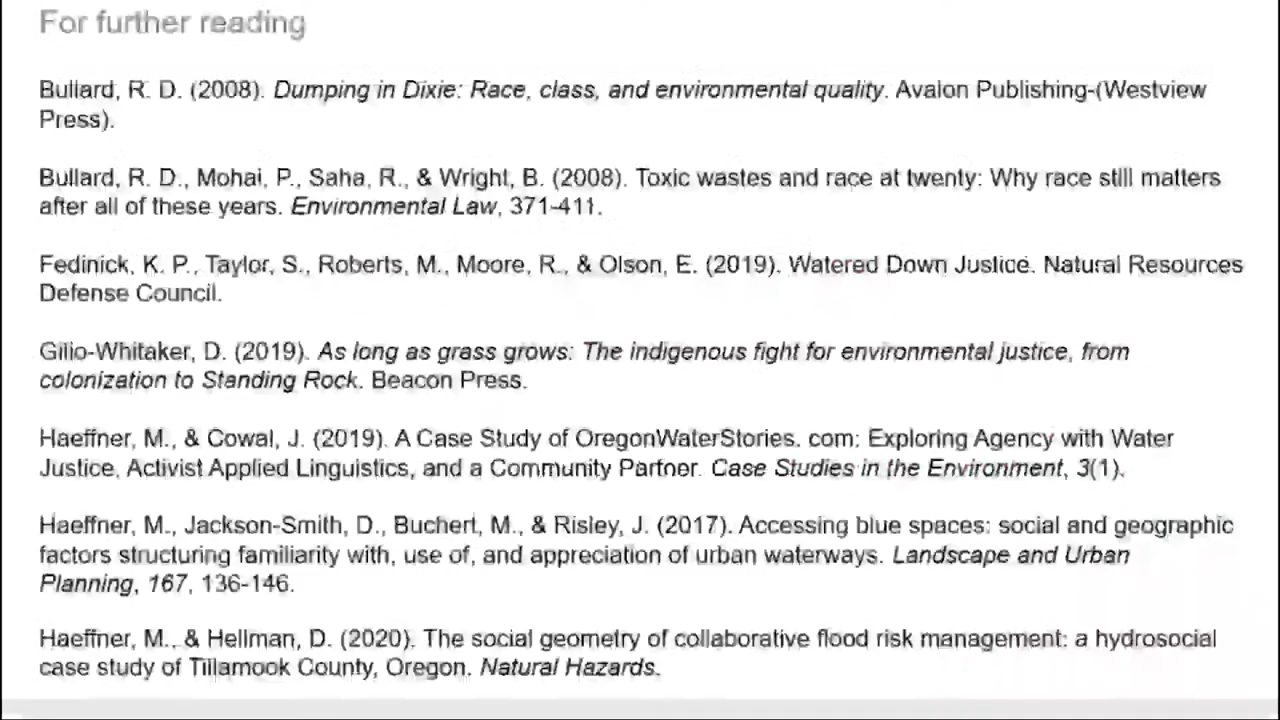 For further reading
Bullard, R. D. (2008). Dumping in Dixie: Race, class, and environmental quality. Avalon Publishing-(Westview
Press).
Bullard, R. D., Mohai, P., Saha, R., & Wright, B. (2008). Toxic wastes and race at twenty: Why race still matters
after all of these years. Environmental Law, 371-411.
Fedinick, K. P., Taylor, S., Roberts, M., Moore, R., & Olson, E. (2019). Watered Down Justice. Natural Resources
Defense Council.
Gilio-Whitaker, D. (2019). As long as grass grows: The indigenous fight for environmental justice, from
colonization to Standing Rock. Beacon Press.
Haeffner, M., & Cowal, J. (2019). A Case Study of OregonWaterStories. com: Exploring Agency with Water
Justice, Activist Applied Linguistics, and a Community Partner. Case Studies in the Environment, 3(1).
Haeffner, M., Jackson-Smith, D., Buchert, M., & Risley, J. (2017). Accessing blue spaces: social and geographic
factors structuring familiarity with, use of, and appreciation of urban waterways. Landscape and Urban
Planning, 167, 136-146.
Haeffner, M., & Hellman, D. (2020). The social geometry of collaborative flood risk management: a hydrosocial
case study of Tillamook County, Oregon. Natural Hazards.